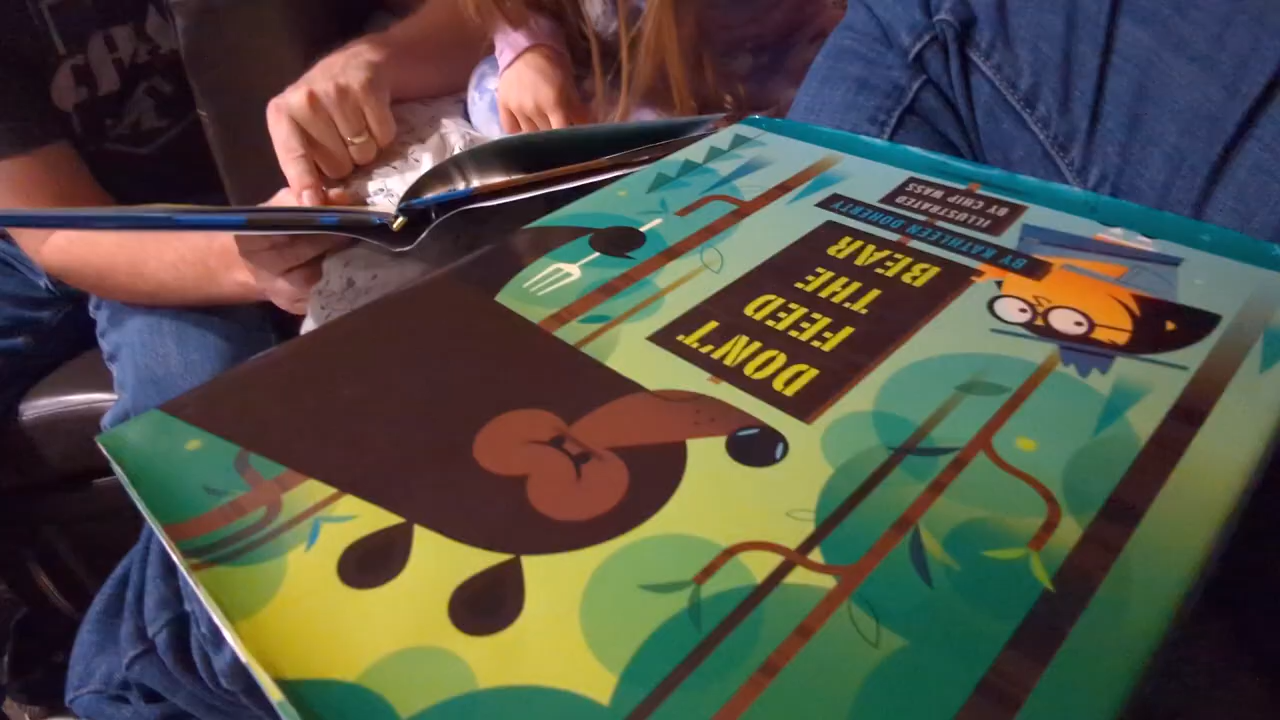 DON'T
FEED
THE
BEAR
BY KATHLEEN DOHERTY
ILLUSTRATED
BY CHIP WASS